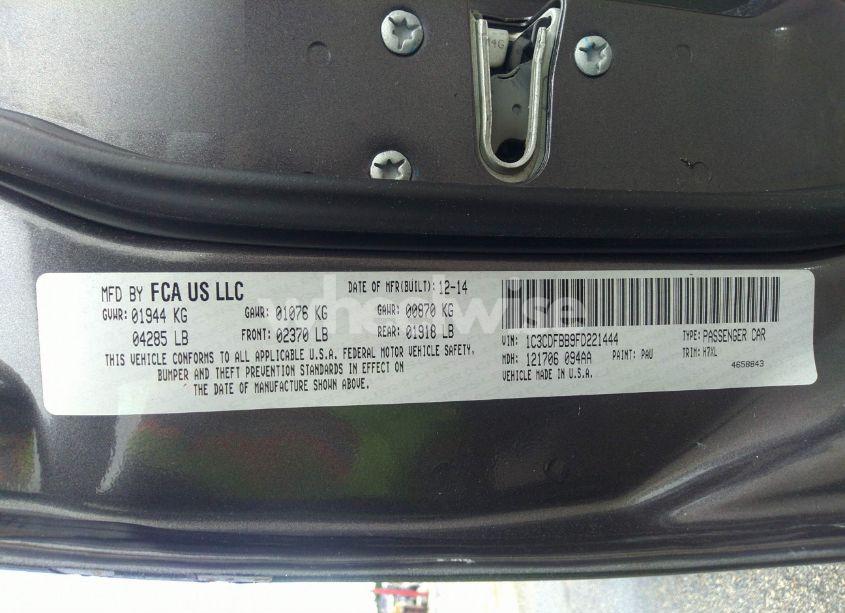 4G
MFD BY FCA US LLC DATE OF MFR(BUILT): 12-14
GVWR: 01944 KG GAWR: 01076 KG GAWR: 00870 KG
04285 LB FRONT: 02370 LB REAR: 01918 LB
THIS VEHICLE CONFORMS TO ALL APPLICABLE U.S.A. FEDERAL MOTOR VEHICLE SAFETY,
BUMPER AND THEFT PREVENTION STANDARDS IN EFFECT ON
THE DATE OF MANUFACTURE SHOWN ABOVE.
VIN: 1C3CDFBB9FD221444 TYPE: PASSENGER CAR
MDH: 121706 094AA PAINT: PAU TRIM: H7XL
VEHICLE MADE IN U.S.A. 4658843
wheelwise